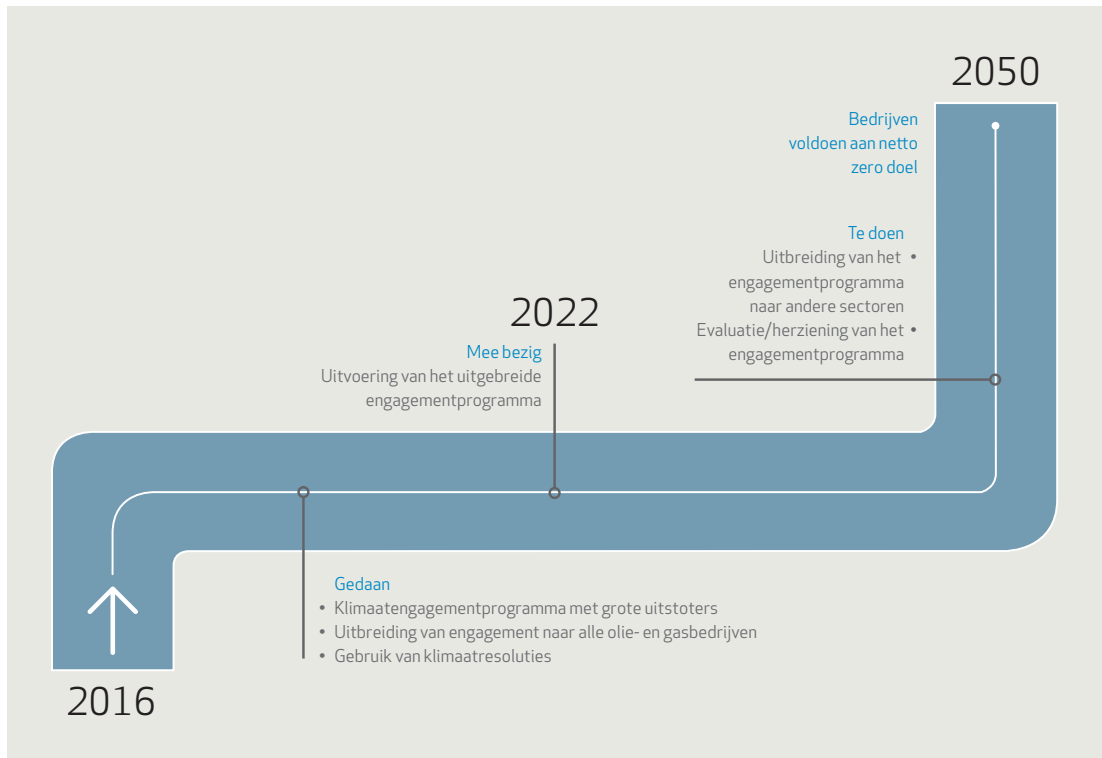 2050
Bedrijven
voldoen aan netto
zero doel
Te doen
Uitbreiding van het •
engagementprogramma
naar andere sectoren
Evaluatie/herziening van het •
engagementprogramma
2022
Mee bezig
Uitvoering van het uitgebreide
engagementprogramma
Gedaan
• Klimaatengagementprogramma met grote uitstoters
• Uitbreiding van engagement naar alle olie- en gasbedrijven
• Gebruik van klimaatresoluties
2016